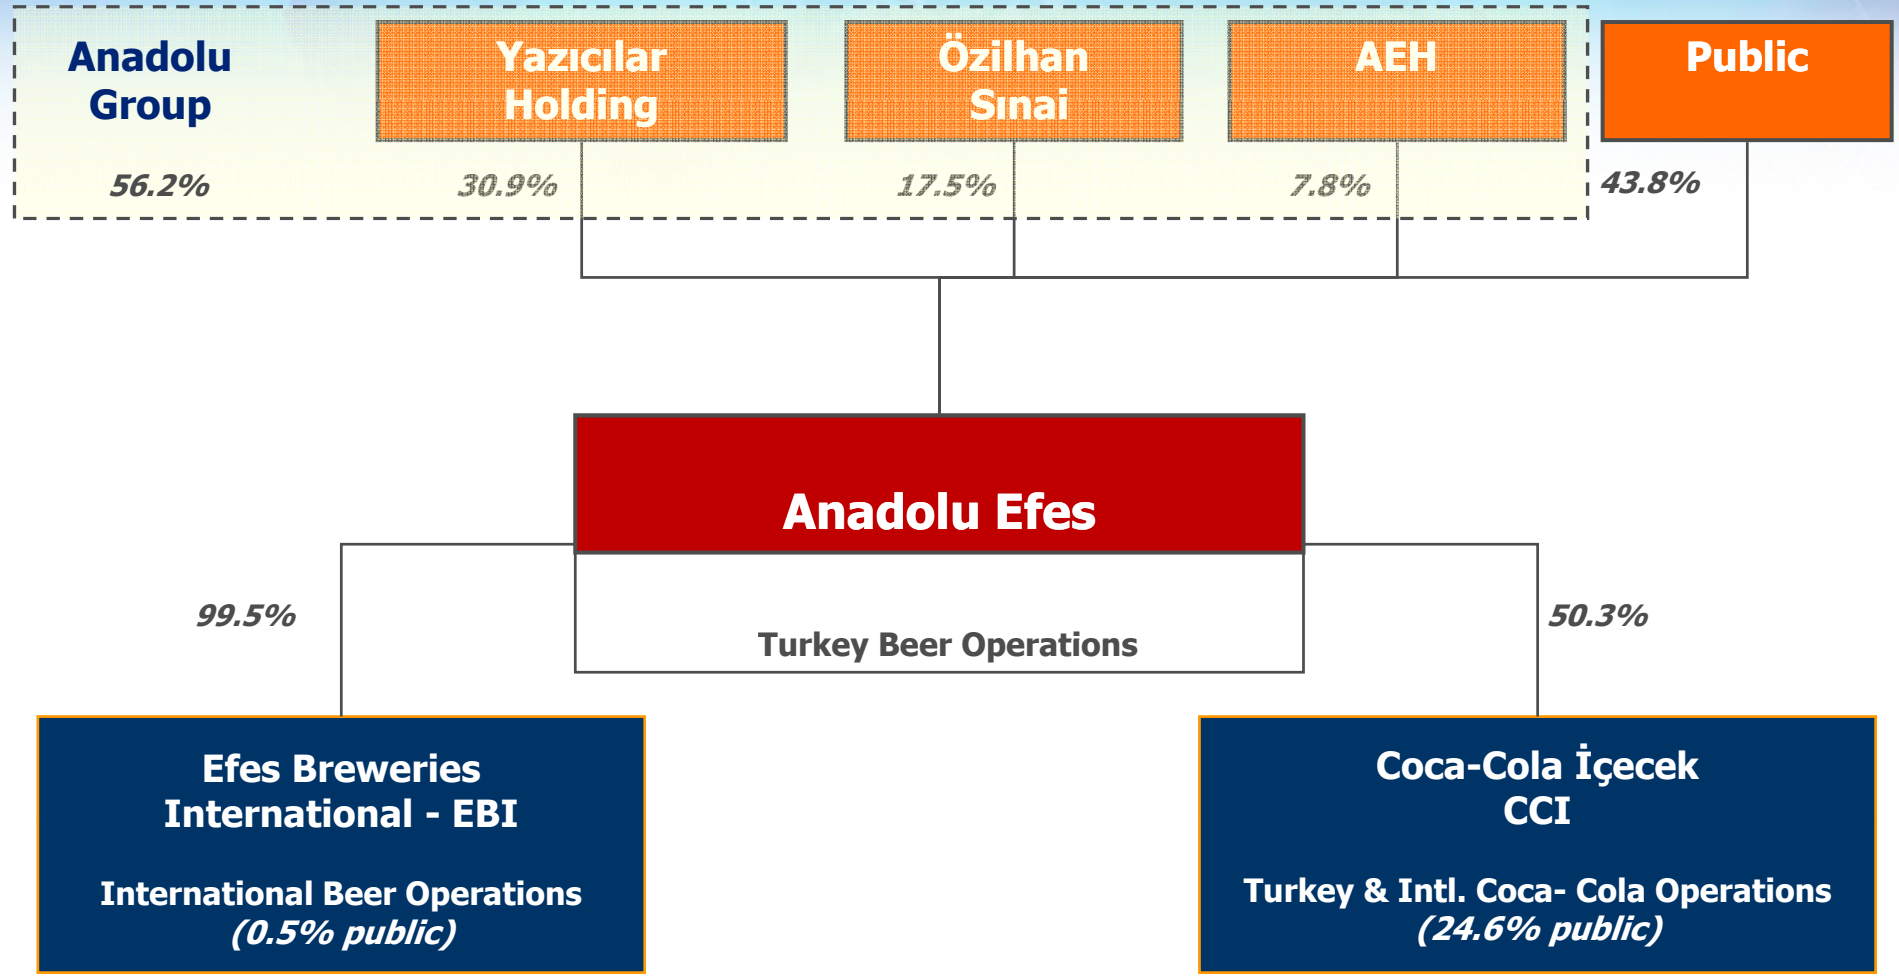 Anadolu
Group
Yazıcılar
Holding
Özilhan
Sınai
AEH
Public
56.2%
30.9%
17.5%
7.8%
43.8%
Anadolu Efes
99.5%
50.3%
Turkey Beer Operations
Efes Breweries
International - EBI
International Beer Operations
(0.5% public)
Coca-Cola İçecek
CCI
Turkey & Intl. Coca- Cola Operations
(24.6% public)